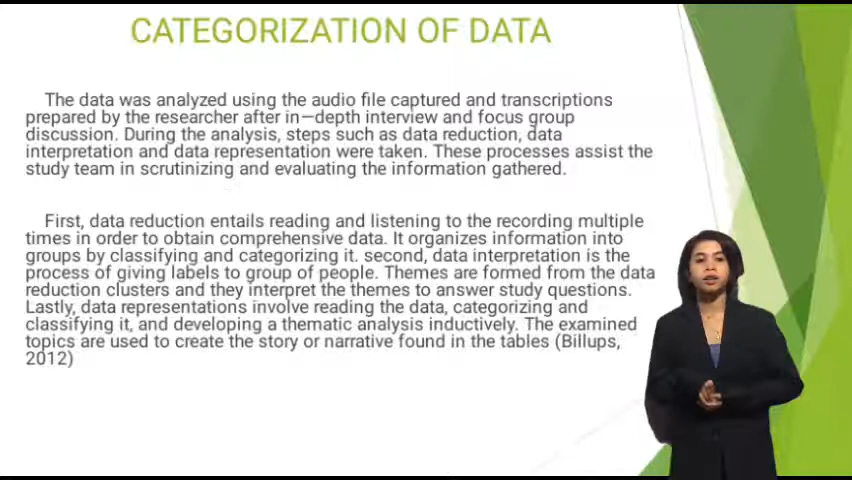 CATEGORIZATION OF DATA
The data was analyzed using the audio file captured and transcriptions
prepared by the researcher after in—depth interview and focus group
discussion. During the analysis, steps such as data reduction, data
interpretation and data representation were taken. These processes assist the
study team in scrutinizing and evaluating the information gathered.
First, data reduction entails reading and listening to the recording multiple
times in order to obtain comprehensive data. It organizes information into
groups by classifying and categorizing it. second, data interpretation is the
process of giving labels to group of people. Themes are formed from the data
reduction clusters and they interpret the themes to answer study questions.
Lastly, data representations involve reading the data, categorizing and
classifying it, and developing a thematic analysis inductively. The examined
topics are used to create the story or narrative found in the tables (Billups,
2012)